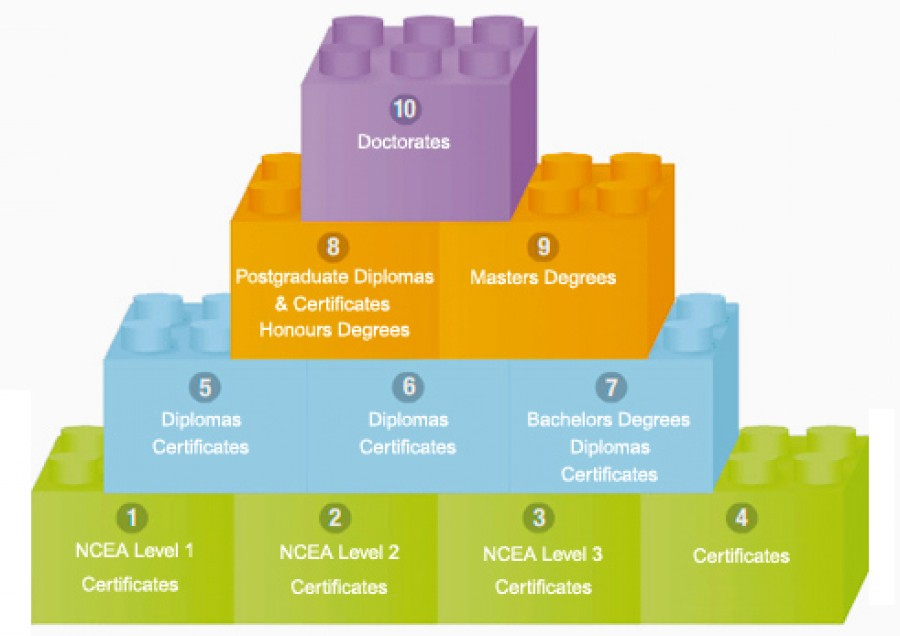 10
Doctorates
8
Postgraduate Diplomas
& Certificates
Honours Degrees
9
Masters Degrees
5
Diplomas
Certificates
6
Diplomas
Certificates
7
Bachelors Degrees
Diplomas
Certificates
1
NCEA Level 1
Certificates
2
NCEA Level 2
Certificates
3
NCEA Level 3
Certificates
4
Certificates